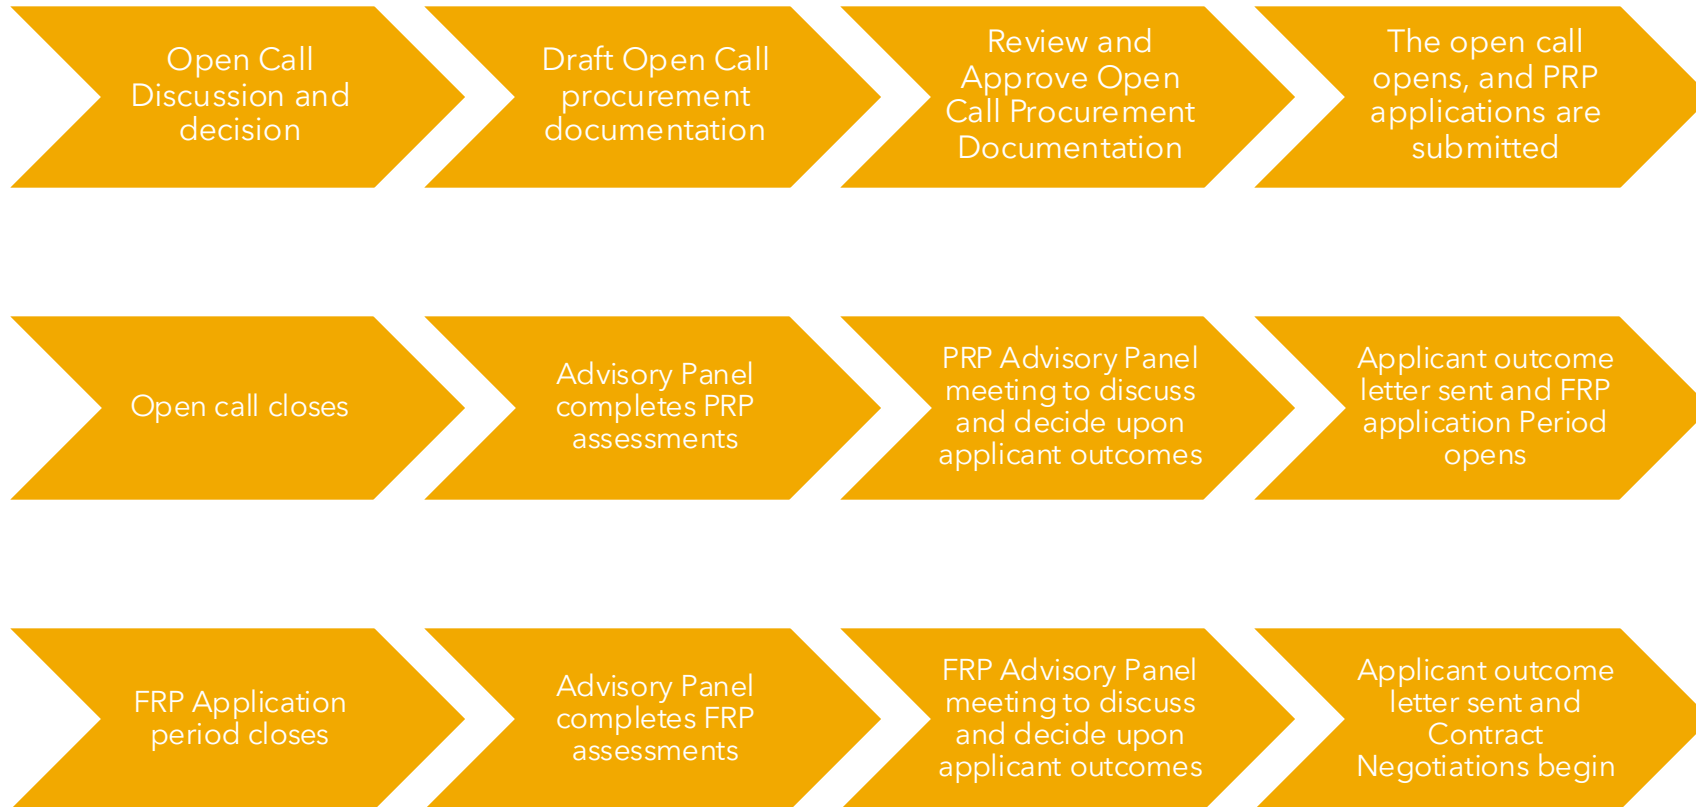 Open Call
Discussion and
decision
Draft Open Call
procurement
documentation
Review and
Approve Open
Call Procurement
Documentation
The open call
opens, and PRP
applications are
submitted
Open call closes
Advisory Panel
completes PRP
assessments
PRP Advisory Panel
meeting to discuss
and decide upon
applicant outcomes
Applicant outcome
letter sent and FRP
application Period
opens
FRP Application
period closes
Advisory Panel
completes FRP
assessments
FRP Advisory Panel
meeting to discuss
and decide upon
applicant outcomes
Applicant outcome
letter sent and
Contract
Negotiations begin